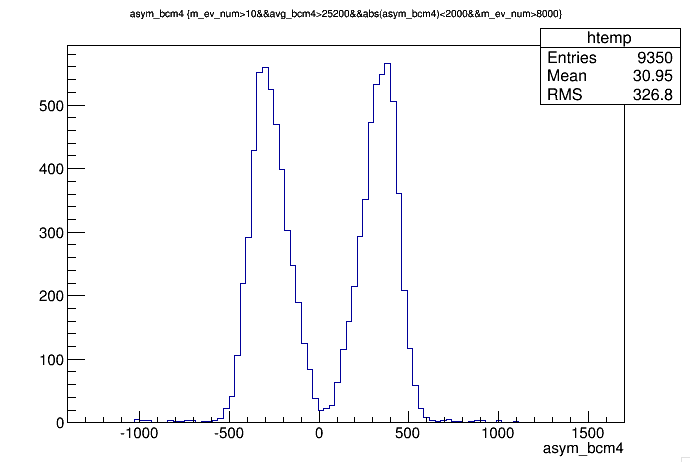 asym_bcm4 {m_ev_num>10&&avg_bcm4>25200&&abs(asym_bcm4)<2000&&m_ev_num>8000}
htemp
Entries 9350
Mean 30.95
RMS 326.8
500
400
300
200
100
0
-1000 -500 0 500 1000 1500
asym_bcm4